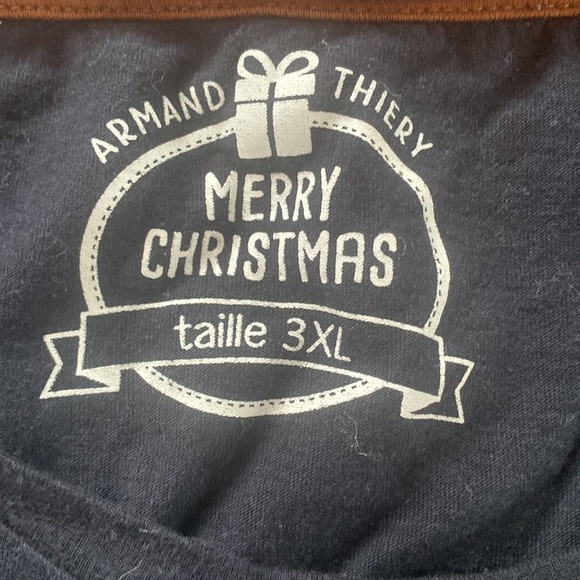 ARMAND THIERY
MERRY
CHRISTMAS
taille 3XL